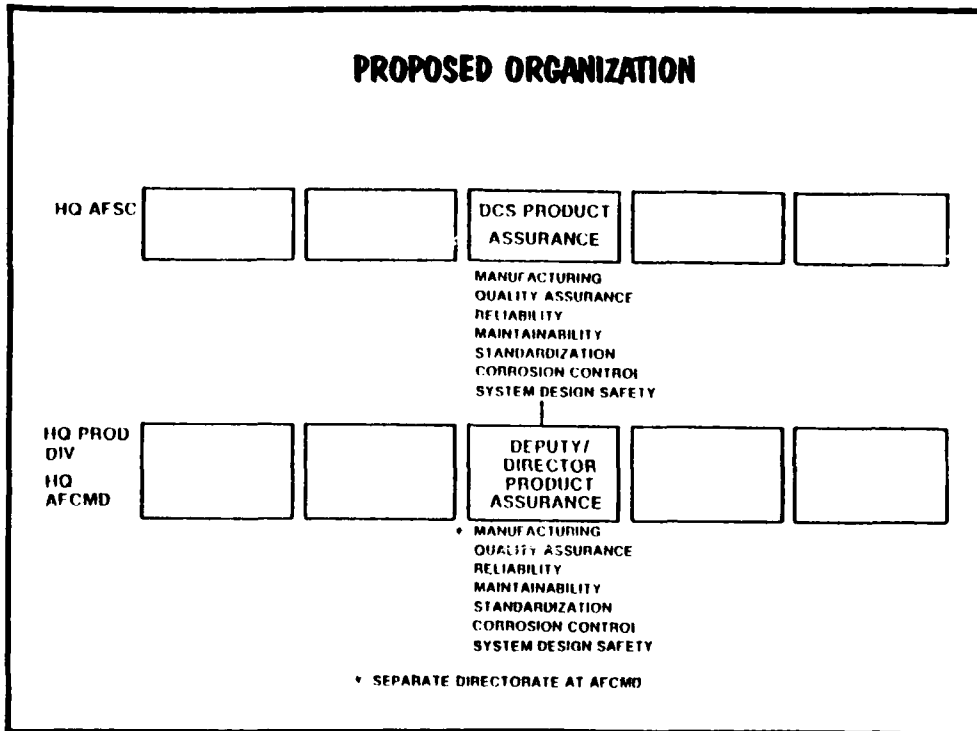 PROPOSED ORGANIZATION
HQ AFSC
DCS PRODUCT
ASSURANCE
MANUFACTURING
QUALITY ASSURANCE
RELIABILITY
MAINTAINABILITY
STANDARDIZATION
CORROSION CONTROL
SYSTEM DESIGN SAFETY
HQ PROD
DIV
HQ
AFCMD
DEPUTY/
DIRECTOR
PRODUCT
ASSURANCE
* MANUFACTURING
QUALITY ASSURANCE
RELIABILITY
MAINTAINABILITY
STANDARDIZATION
CORROSION CONTROL
SYSTEM DESIGN SAFETY
* SEPARATE DIRECTORATE AT AFCMD